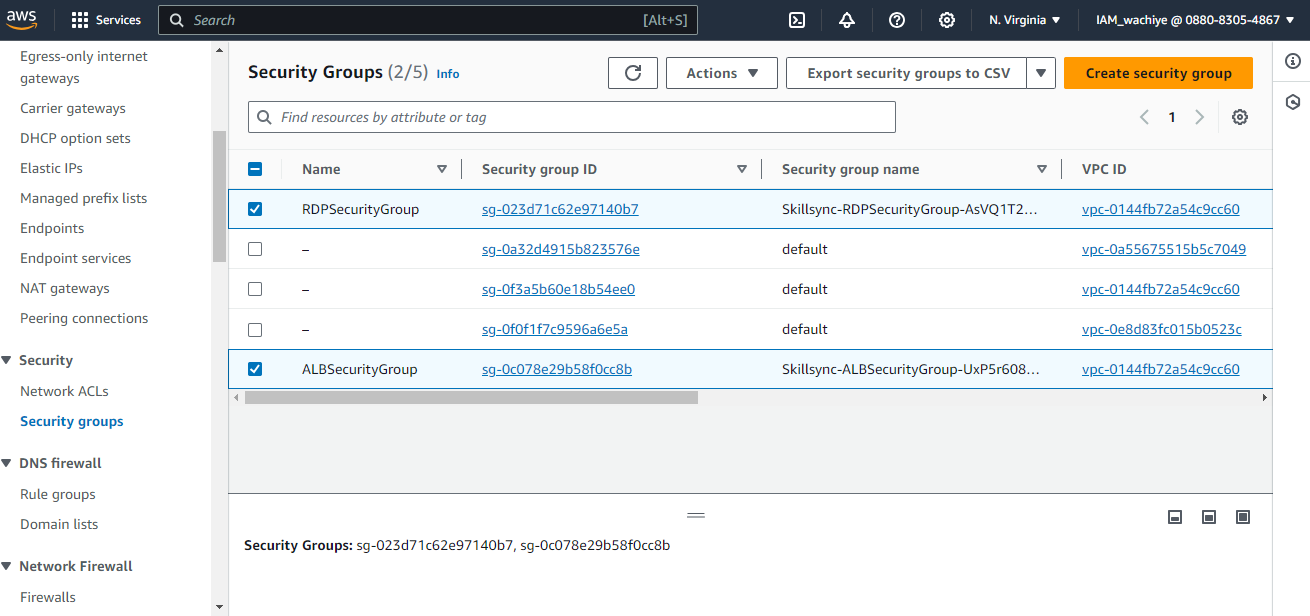 aws Services Search [Alt+S] N. Virginia IAM_wachiye @ 0880-8305-4867
Egress-only internet
gateways
Carrier gateways
DHCP option sets
Elastic IPs
Managed prefix lists
Endpoints
Endpoint services
NAT gateways
Peering connections
Security
Network ACLs
Security groups
DNS firewall
Rule groups
Domain lists
Network Firewall
Firewalls
Security Groups (2/5) Info Actions Export security groups to CSV Create security group
Find resources by attribute or tag 1
Name Security group ID Security group name VPC ID
RDPSecurityGroup sg-023d71c62e97140b7 Skillsync-RDPSecurityGroup-AsVQ1T2... vpc-0144fb72a54c9cc60
– sg-0a32d4915b823576e default vpc-0a55675515b5c7049
– sg-0f3a5b60e18b54ee0 default vpc-0144fb72a54c9cc60
– sg-0f0f1f7c9596a6e5a default vpc-0e8d83fc015b0523c
ALBSecurityGroup sg-0c078e29b58f0cc8b Skillsync-ALBSecurityGroup-UxP5r608... vpc-0144fb72a54c9cc60
Security Groups: sg-023d71c62e97140b7, sg-0c078e29b58f0cc8b